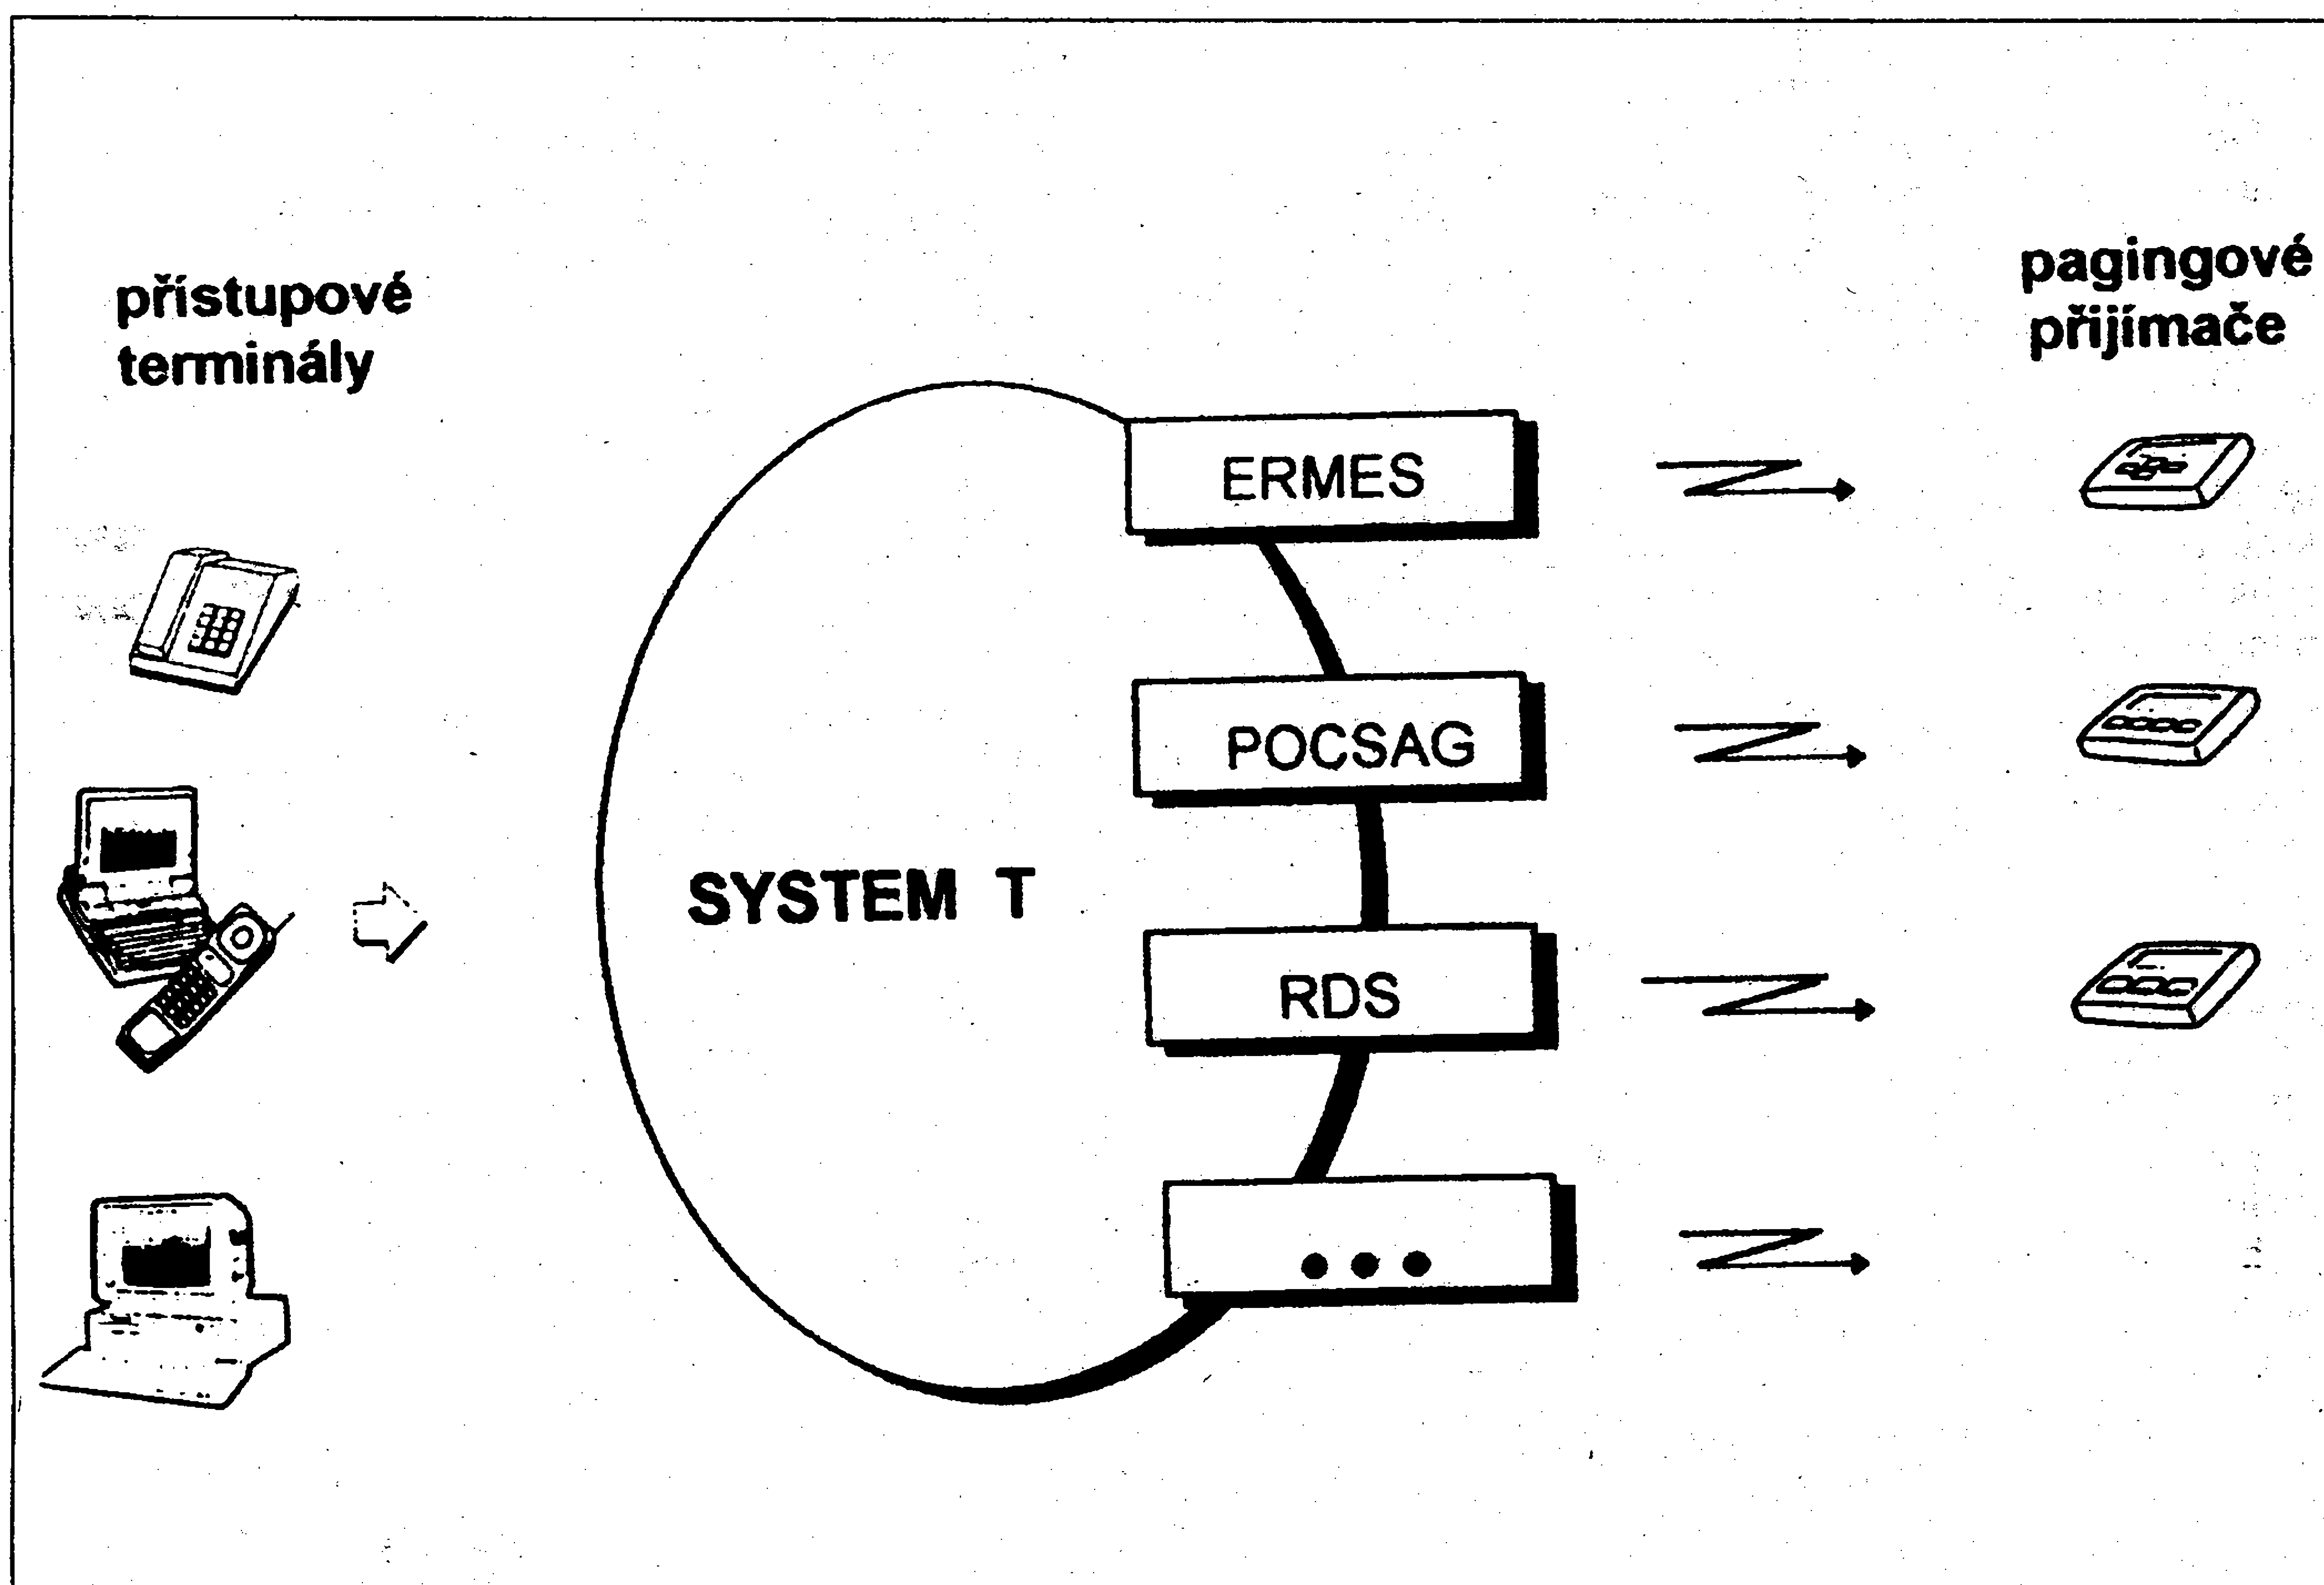 přístupové
terminály
pagingové
přijímače
ERMES
POCSAG
SYSTEM T
RDS
●●●